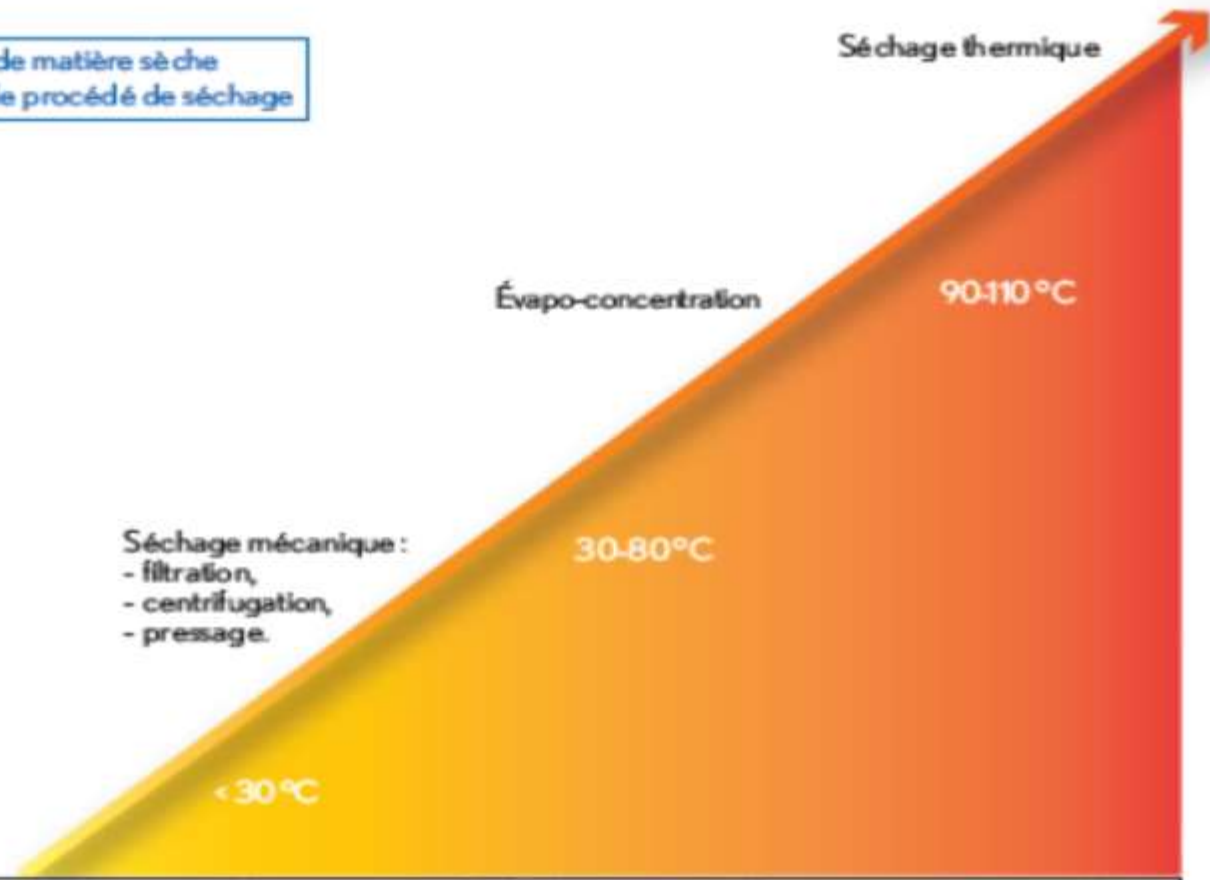 de matière sèche
procédé de séchage
Séchage thermique
Évapo-concentration
90-110 °C
Séchage mécanique :
- filtration,
- centrifugation,
- pressage.
30-80°C
< 30 °C